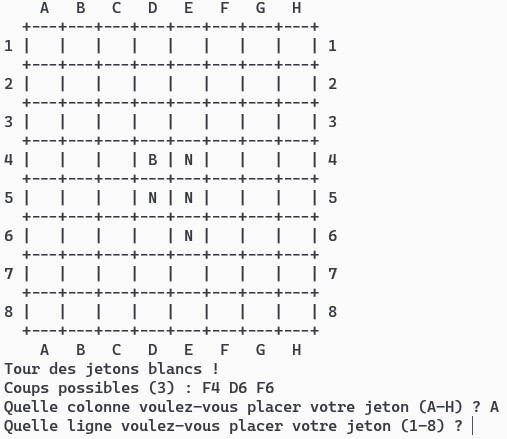 A   B   C   D   E   F   G   H
  +---+---+---+---+---+---+---+---+
1 |   |   |   |   |   |   |   |   | 1
  +---+---+---+---+---+---+---+---+
2 |   |   |   |   |   |   |   |   | 2
  +---+---+---+---+---+---+---+---+
3 |   |   |   |   |   |   |   |   | 3
  +---+---+---+---+---+---+---+---+
4 |   |   |   | B | N |   |   |   | 4
  +---+---+---+---+---+---+---+---+
5 |   |   |   | N | N |   |   |   | 5
  +---+---+---+---+---+---+---+---+
6 |   |   |   |   | N |   |   |   | 6
  +---+---+---+---+---+---+---+---+
7 |   |   |   |   |   |   |   |   | 7
  +---+---+---+---+---+---+---+---+
8 |   |   |   |   |   |   |   |   | 8
  +---+---+---+---+---+---+---+---+
    A   B   C   D   E   F   G   H
Tour des jetons blancs !
Coups possibles (3) : F4 D6 F6
Quelle colonne voulez-vous placer votre jeton (A-H) ? A
Quelle ligne voulez-vous placer votre jeton (1-8) ?